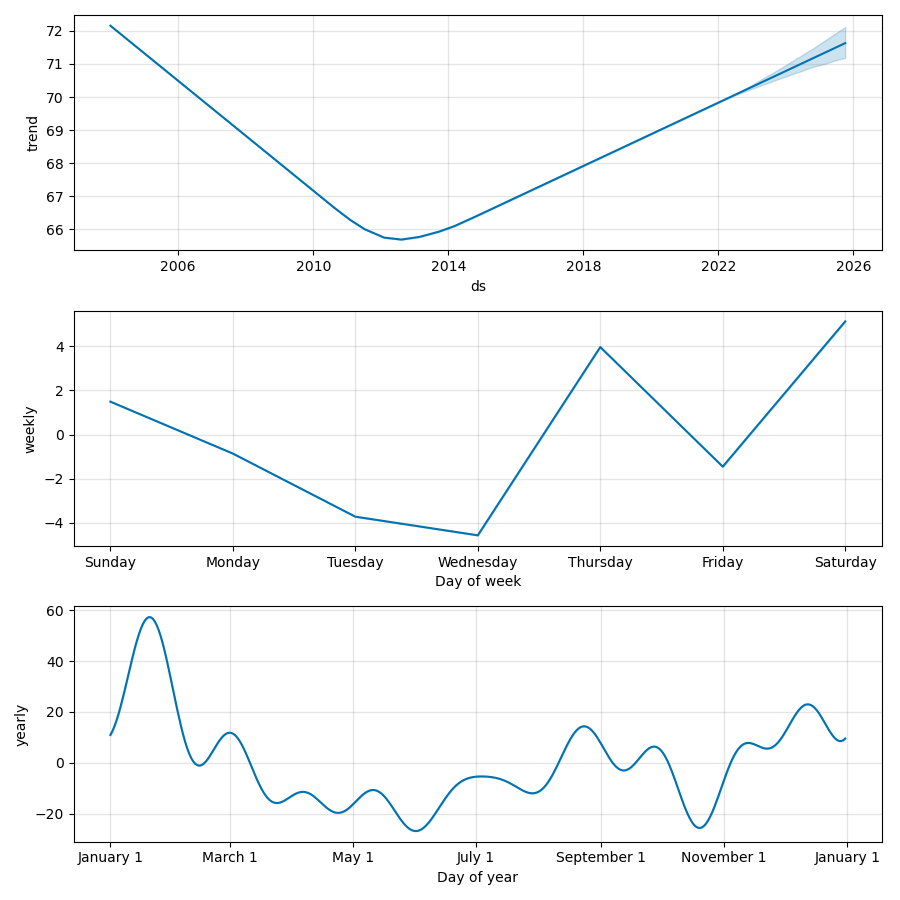 72
71
70
69
68
67
66
trend
2006 2010 2014 2018 2022 2026
ds
4
2
0
−2
−4
weekly
Sunday Monday Tuesday Wednesday Thursday Friday Saturday
Day of week
60
40
20
0
−20
yearly
January 1 March 1 May 1 July 1 September 1 November 1 January 1
Day of year